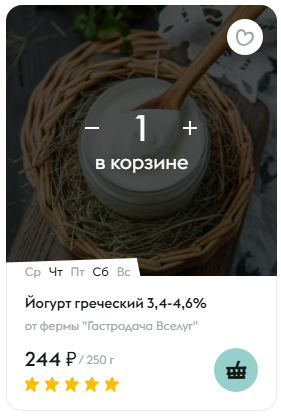 − 1 +
в корзине
Ср Чт Пт Сб Вс
Йогурт греческий 3,4-4,6%
от фермы "Гастродача Вселуг"
244 ₽ / 250 г